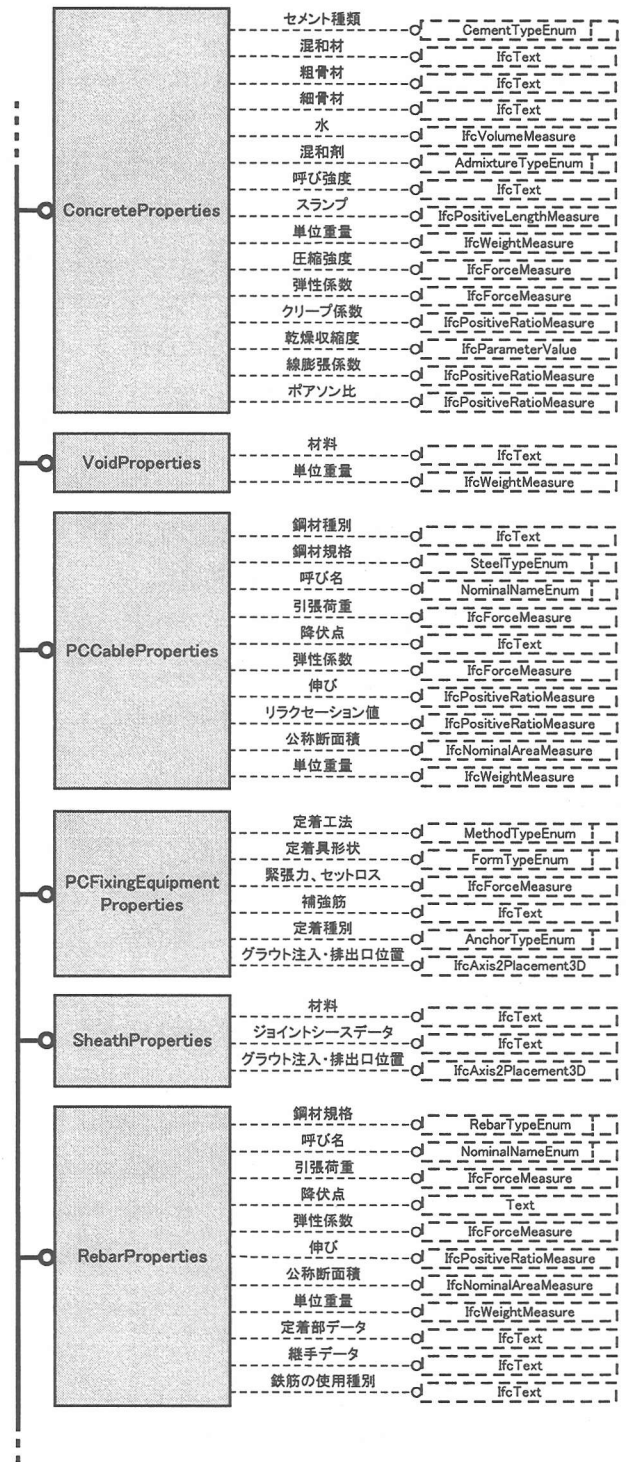 セメント種類
CementTypeEnum
混和材
IfcText
粗骨材
IfcText
細骨材
IfcText
水
IfcVolumeMeasure
混和剤
AdmixtureTypeEnum
呼び強度
IfcText
スランプ
IfcPositiveLengthMeasure
単位重量
IfcWeightMeasure
圧縮強度
IfcForceMeasure
弾性係数
IfcForceMeasure
クリープ係数
IfcPositiveRatioMeasure
乾燥収縮度
IfcParameterValue
線膨張係数
IfcPositiveRatioMeasure
ポアソン比
IfcPositiveRatioMeasure
ConcreteProperties
材料
IfcText
単位重量
IfcWeightMeasure
VoidProperties
鋼材種別
IfcText
鋼材規格
SteelTypeEnum
呼び名
NominalNameEnum
引張荷重
IfcForceMeasure
降伏点
IfcText
弾性係数
IfcForceMeasure
伸び
IfcPositiveRatioMeasure
リラクセーション値
IfcPositiveRatioMeasure
公称断面積
IfcNominalAreaMeasure
単位重量
IfcWeightMeasure
PCCableProperties
定着工法
MethodTypeEnum
定着具形状
FormTypeEnum
緊張力、セットロス
IfcForceMeasure
補強筋
IfcText
定着種別
AnchorTypeEnum
グラウト注入・排出口位置
IfcAxis2Placement3D
PCFixingEquipment
Properties
材料
IfcText
ジョイントシースデータ
IfcText
グラウト注入・排出口位置
IfcAxis2Placement3D
SheathProperties
鋼材規格
RebarTypeEnum
呼び名
NominalNameEnum
引張荷重
IfcForceMeasure
降伏点
Text
弾性係数
IfcForceMeasure
伸び
IfcPositiveRatioMeasure
公称断面積
IfcNominalAreaMeasure
単位重量
IfcWeightMeasure
定着部データ
IfcText
継手データ
IfcText
鉄筋の使用種別
IfcText
RebarProperties